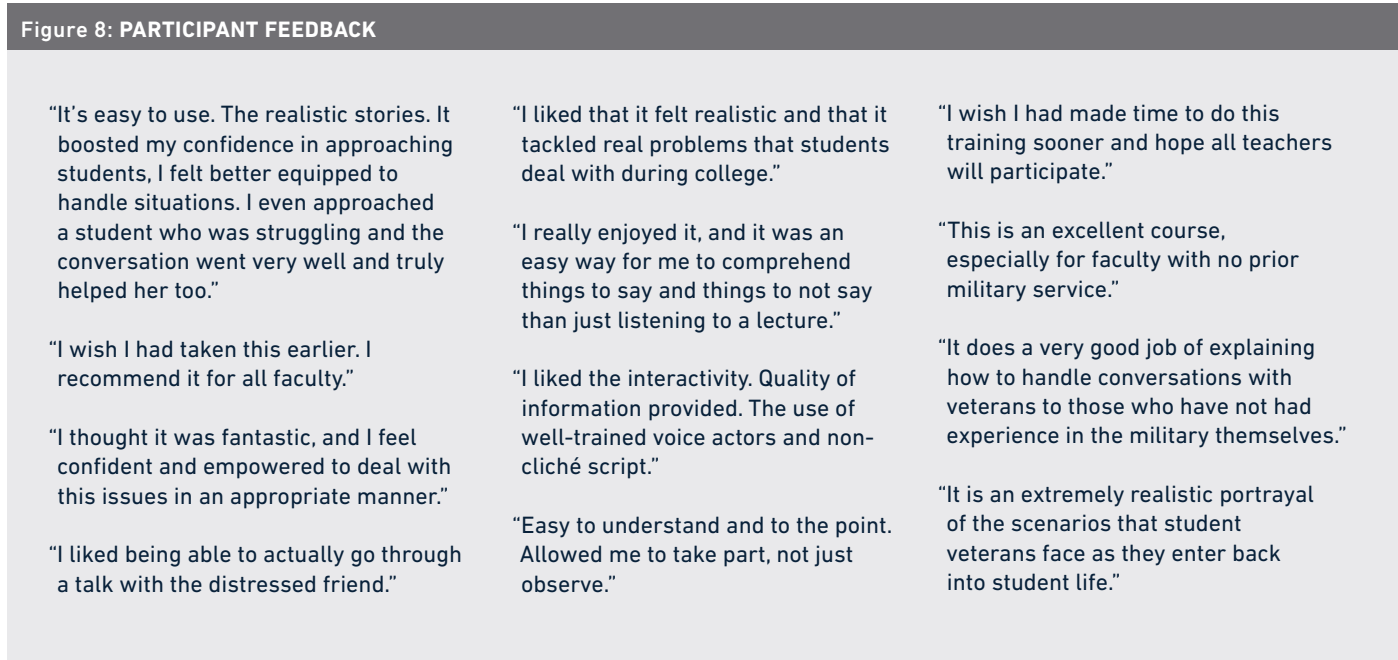 Figure 8: PARTICIPANT FEEDBACK
“It’s easy to use. The realistic stories. It
boosted my confidence in approaching
students, I felt better equipped to
handle situations. I even approached
a student who was struggling and the
conversation went very well and truly
helped her too.”
“I wish I had taken this earlier. I
recommend it for all faculty.”
“I thought it was fantastic, and I feel
confident and empowered to deal with
this issues in an appropriate manner.”
“I liked being able to actually go through
a talk with the distressed friend.”
“I liked that it felt realistic and that it
tackled real problems that students
deal with during college.”
“I really enjoyed it, and it was an
easy way for me to comprehend
things to say and things to not say
than just listening to a lecture.”
“I liked the interactivity. Quality of
information provided. The use of
well-trained voice actors and non-
cliché script.”
“Easy to understand and to the point.
Allowed me to take part, not just
observe.”
“I wish I had made time to do this
training sooner and hope all teachers
will participate.”
“This is an excellent course,
especially for faculty with no prior
military service.”
“It does a very good job of explaining
how to handle conversations with
veterans to those who have not had
experience in the military themselves.”
“It is an extremely realistic portrayal
of the scenarios that student
veterans face as they enter back
into student life.”